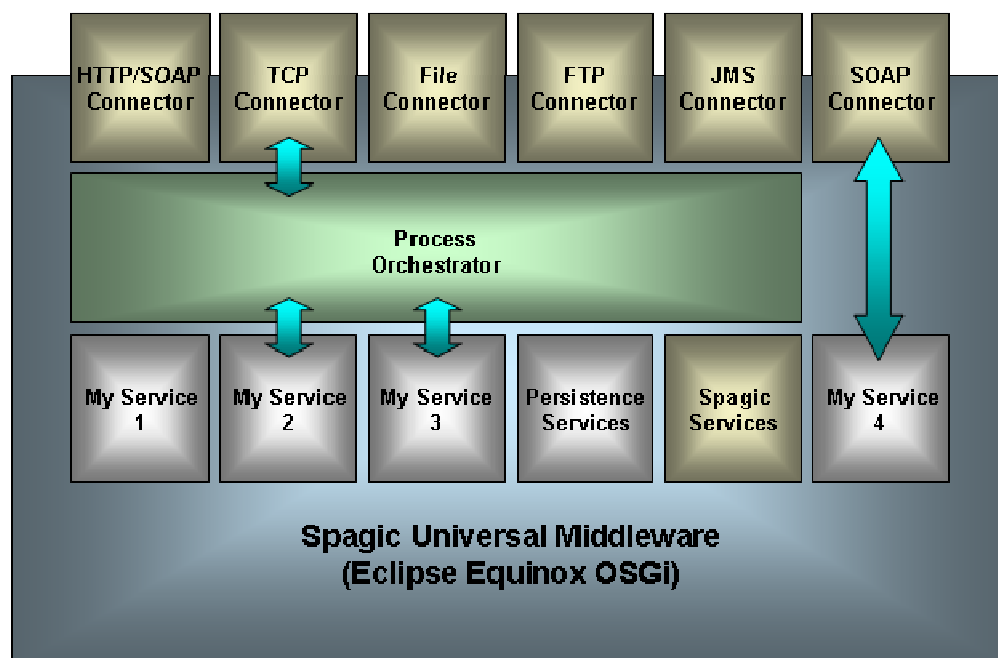 HTTP/SOAP
Connector
TCP
Connector
File
Connector
FTP
Connector
JMS
Connector
SOAP
Connector
Process
Orchestrator
My Service
1
My Service
2
My Service
3
Persistence
Services
Spagic
Services
My Service
4
Spagic Universal Middleware
(Eclipse Equinox OSGi)